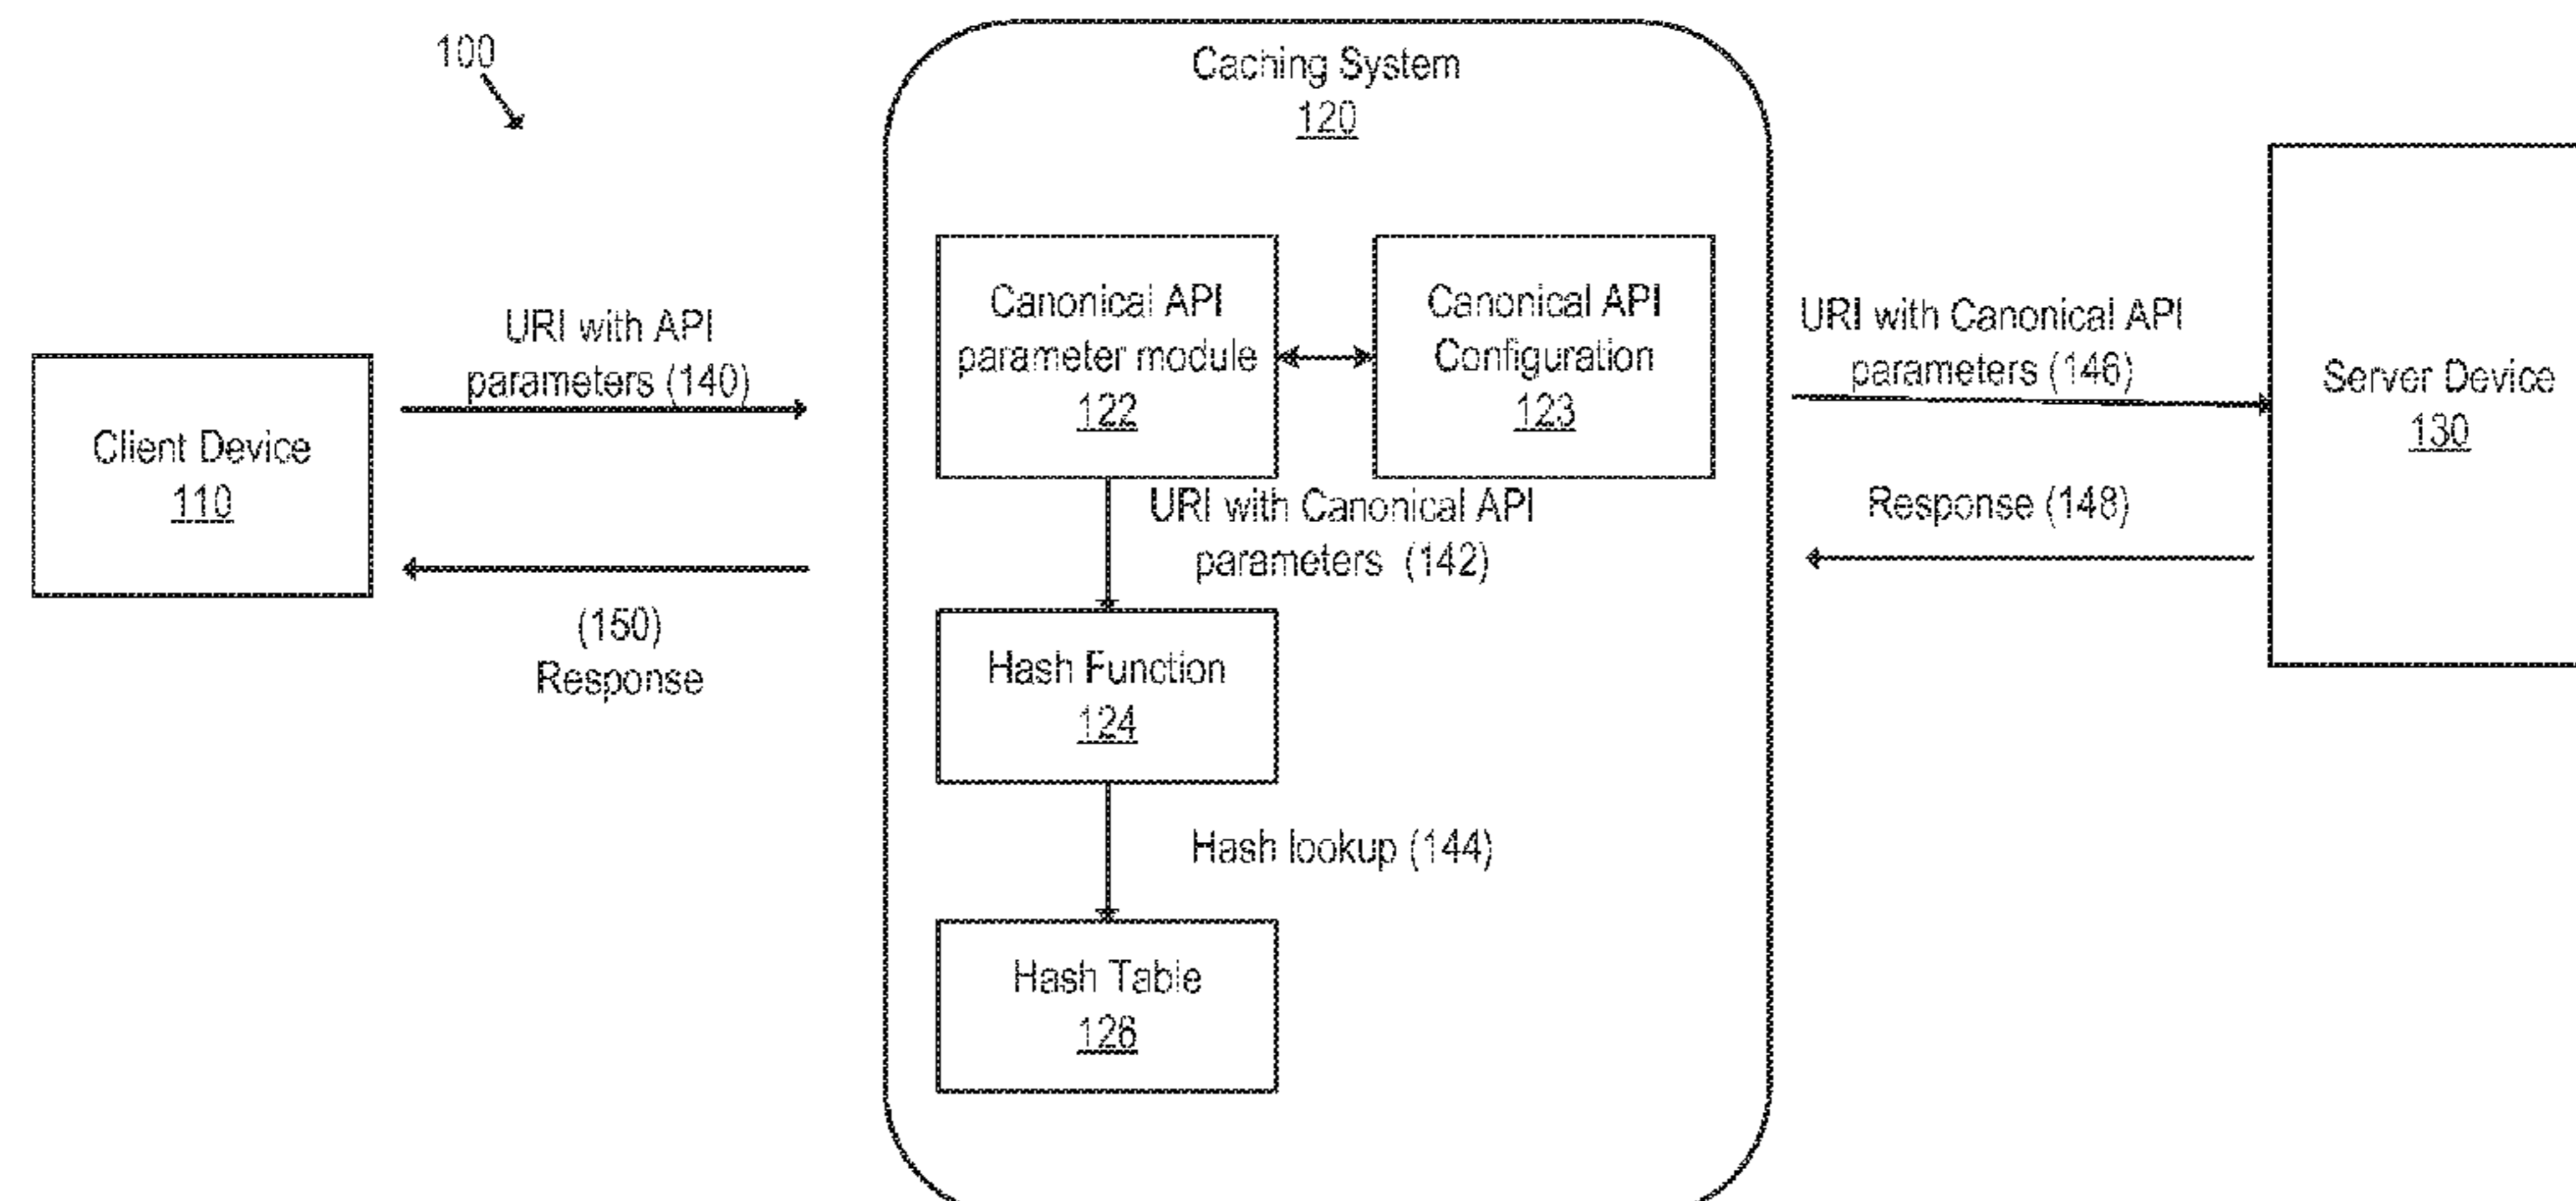 100
Caching System
120
Canonical API
parameter module
122
Canonical API
Configuration
123
URI with API
parameters (140)
URI with Canonical API
parameters (146)
Client Device
110
Server Device
130
URI with Canonical API
parameters (142)
Response (148)
(150)
Response
Hash Function
124
Hash lookup (144)
Hash Table
126